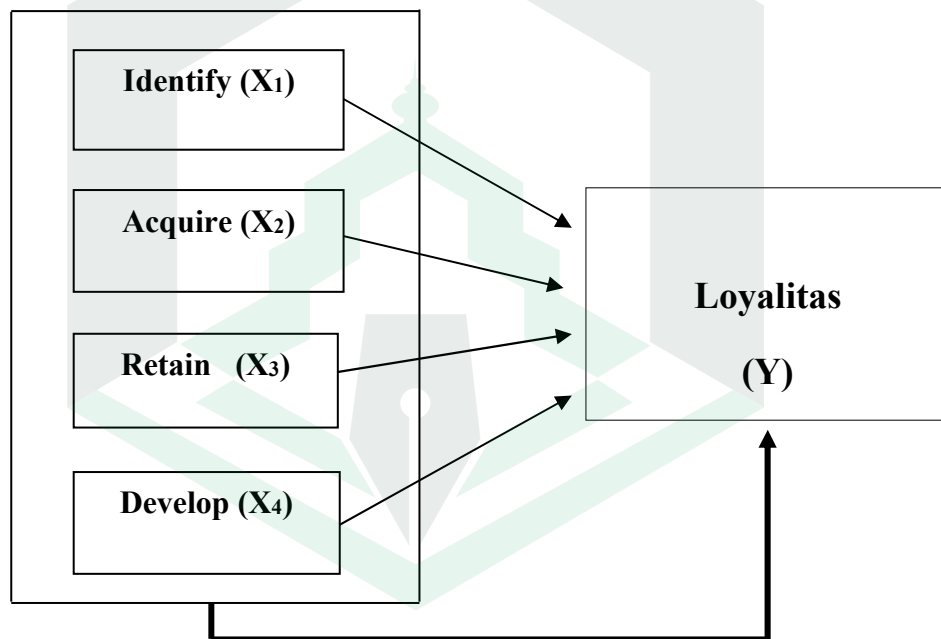 Identify (X₁)
Acquire (X₂)
Retain (X₃)
Develop (X₄)
Loyalitas
(Y)